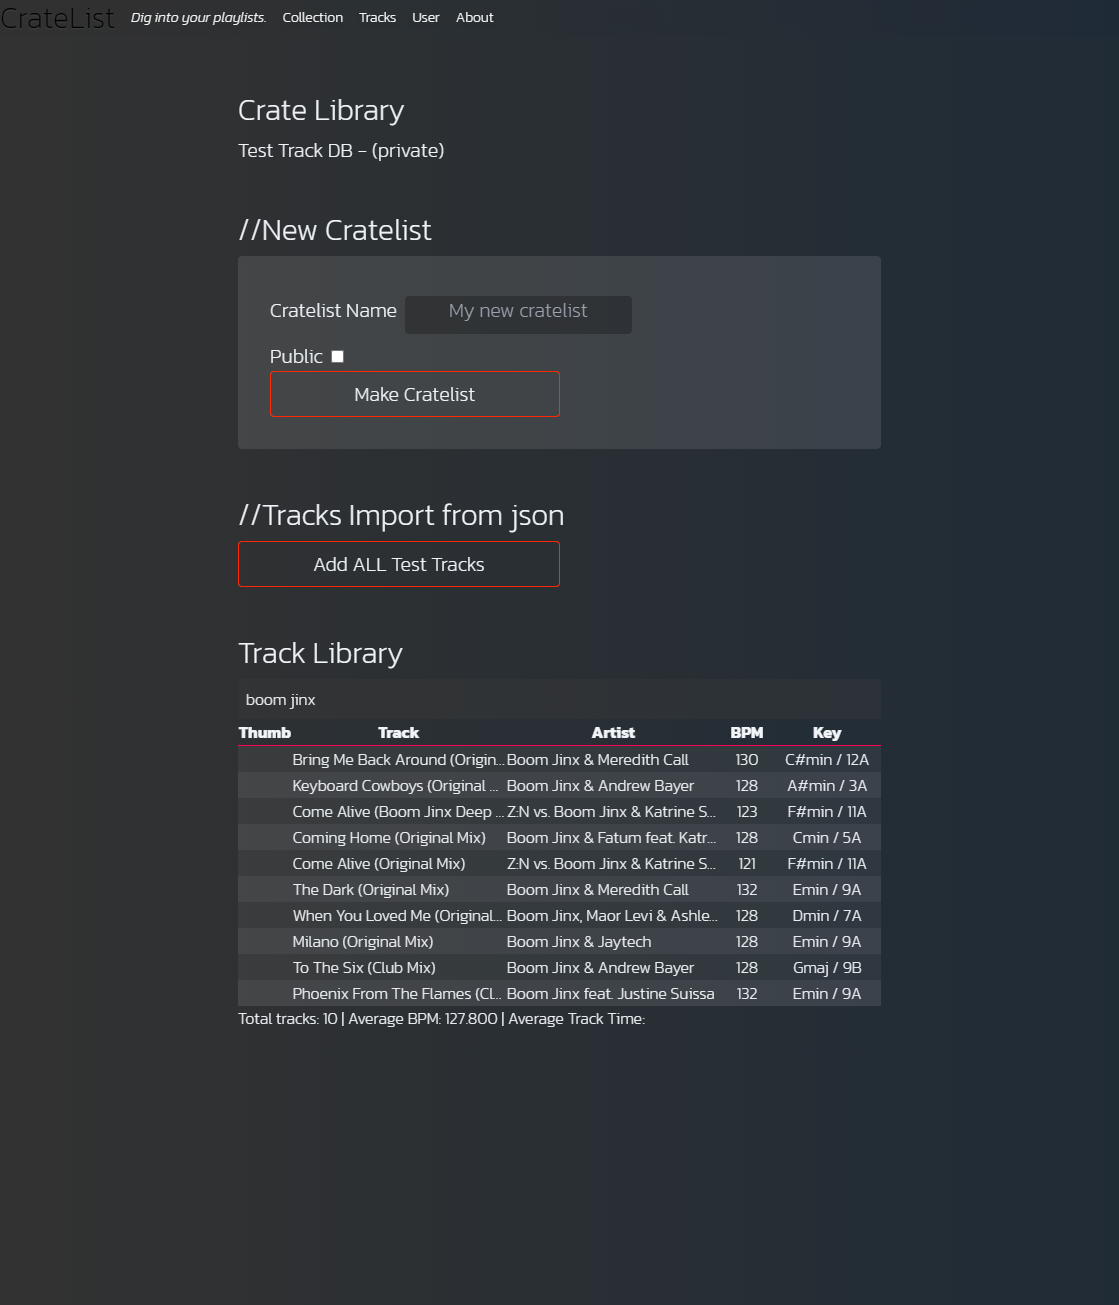 CrateList Dig into your playlists. Collection Tracks User About
Crate Library
Test Track DB - (private)
//New Cratelist
Cratelist Name My new cratelist
Public
Make Cratelist
//Tracks Import from json
Add ALL Test Tracks
Track Library
boom jinx
Thumb Track Artist BPM Key
Bring Me Back Around (Origin... Boom Jinx & Meredith Call 130 C#min / 12A
Keyboard Cowboys (Original ... Boom Jinx & Andrew Bayer 128 A#min / 3A
Come Alive (Boom Jinx Deep ... Z:N vs. Boom Jinx & Katrine S... 123 F#min / 11A
Coming Home (Original Mix) Boom Jinx & Fatum feat. Katr... 128 Cmin / 5A
Come Alive (Original Mix) Z:N vs. Boom Jinx & Katrine S... 121 F#min / 11A
The Dark (Original Mix) Boom Jinx & Meredith Call 132 Emin / 9A
When You Loved Me (Original... Boom Jinx, Maor Levi & Ashle... 128 Dmin / 7A
Milano (Original Mix) Boom Jinx & Jaytech 128 Emin / 9A
To The Six (Club Mix) Boom Jinx & Andrew Bayer 128 Gmaj / 9B
Phoenix From The Flames (Cl... Boom Jinx feat. Justine Suissa 132 Emin / 9A
Total tracks: 10 | Average BPM: 127.800 | Average Track Time: